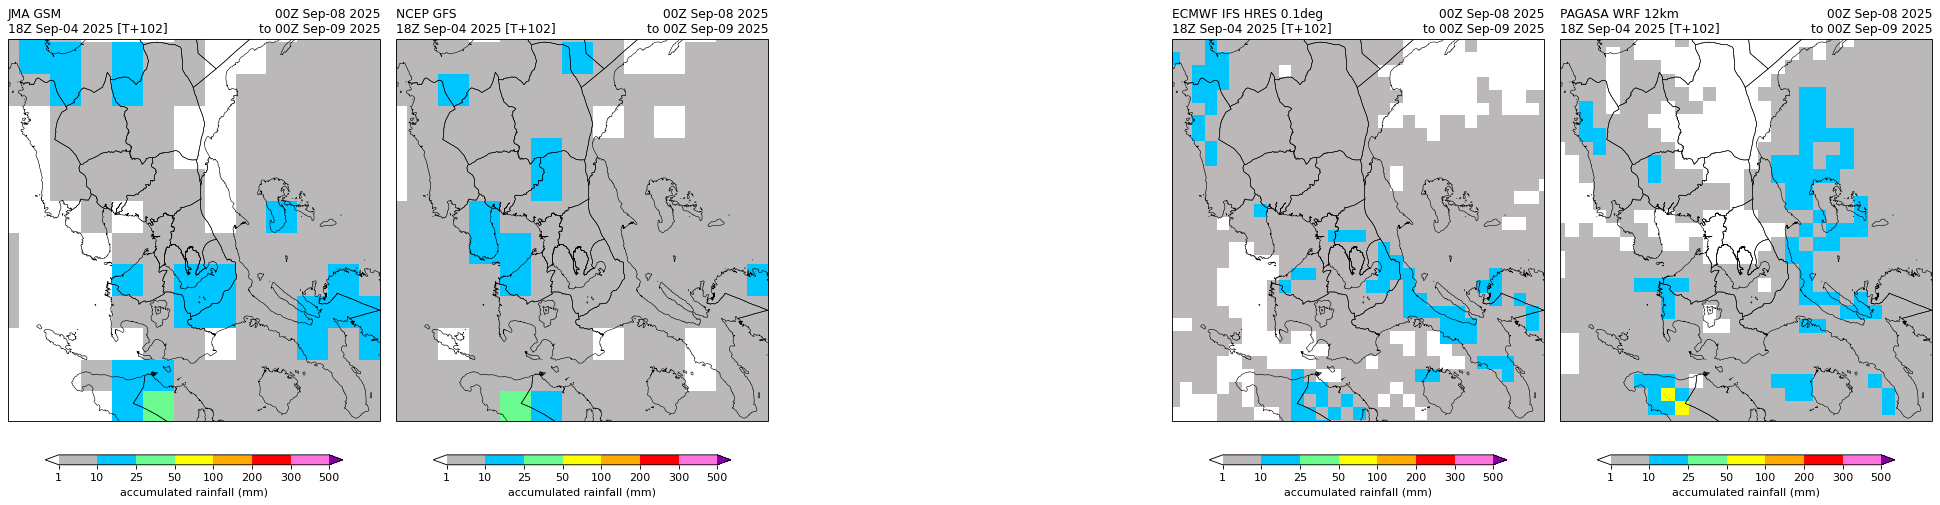 JMA GSM 00Z Sep-08 2025
18Z Sep-04 2025 [T+102] to 00Z Sep-09 2025
1 10 25 50 100 200 300 500
accumulated rainfall (mm)
NCEP GFS 00Z Sep-08 2025
18Z Sep-04 2025 [T+102] to 00Z Sep-09 2025
1 10 25 50 100 200 300 500
accumulated rainfall (mm)
ECMWF IFS HRES 0.1deg 00Z Sep-08 2025
18Z Sep-04 2025 [T+102] to 00Z Sep-09 2025
1 10 25 50 100 200 300 500
accumulated rainfall (mm)
PAGASA WRF 12km 00Z Sep-08 2025
18Z Sep-04 2025 [T+102] to 00Z Sep-09 2025
1 10 25 50 100 200 300 500
accumulated rainfall (mm)